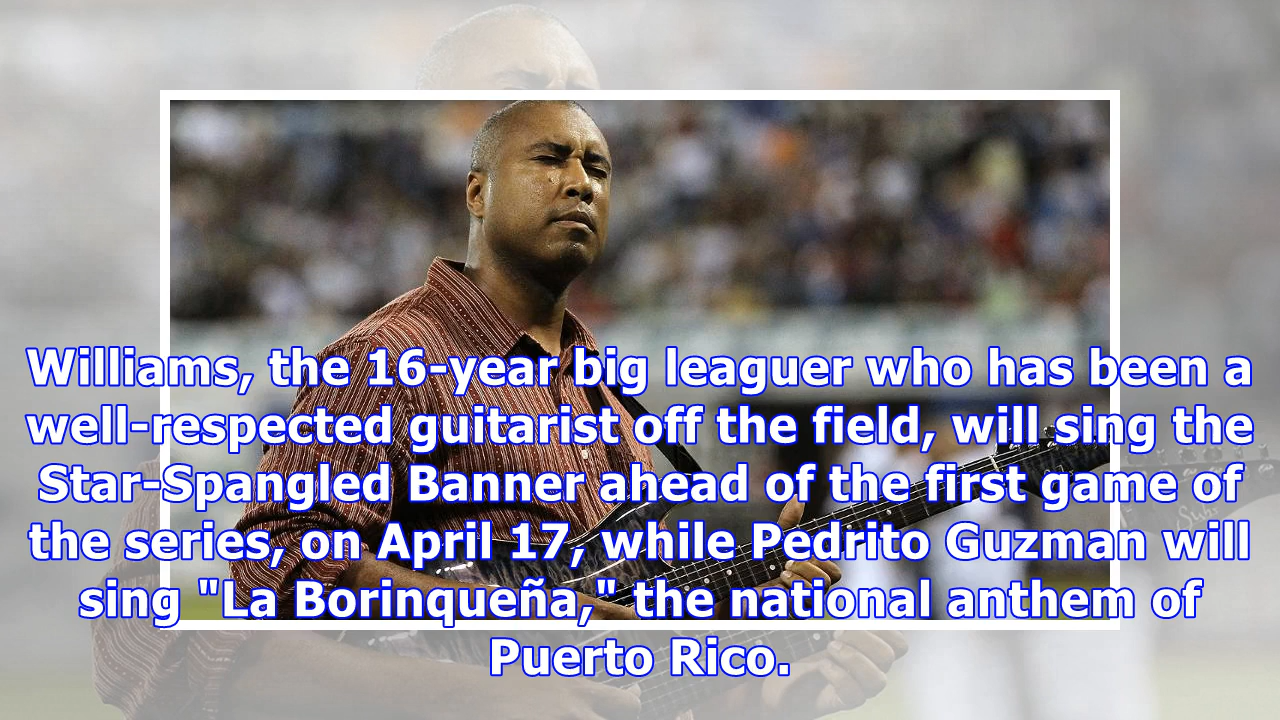 Williams, the 16-year big leaguer who has been a
well-respected guitarist off the field, will sing the
Star-Spangled Banner ahead of the first game of
the series, on April 17, while Pedrito Guzman will
sing "La Borinqueña," the national anthem of
Puerto Rico.
Suhr